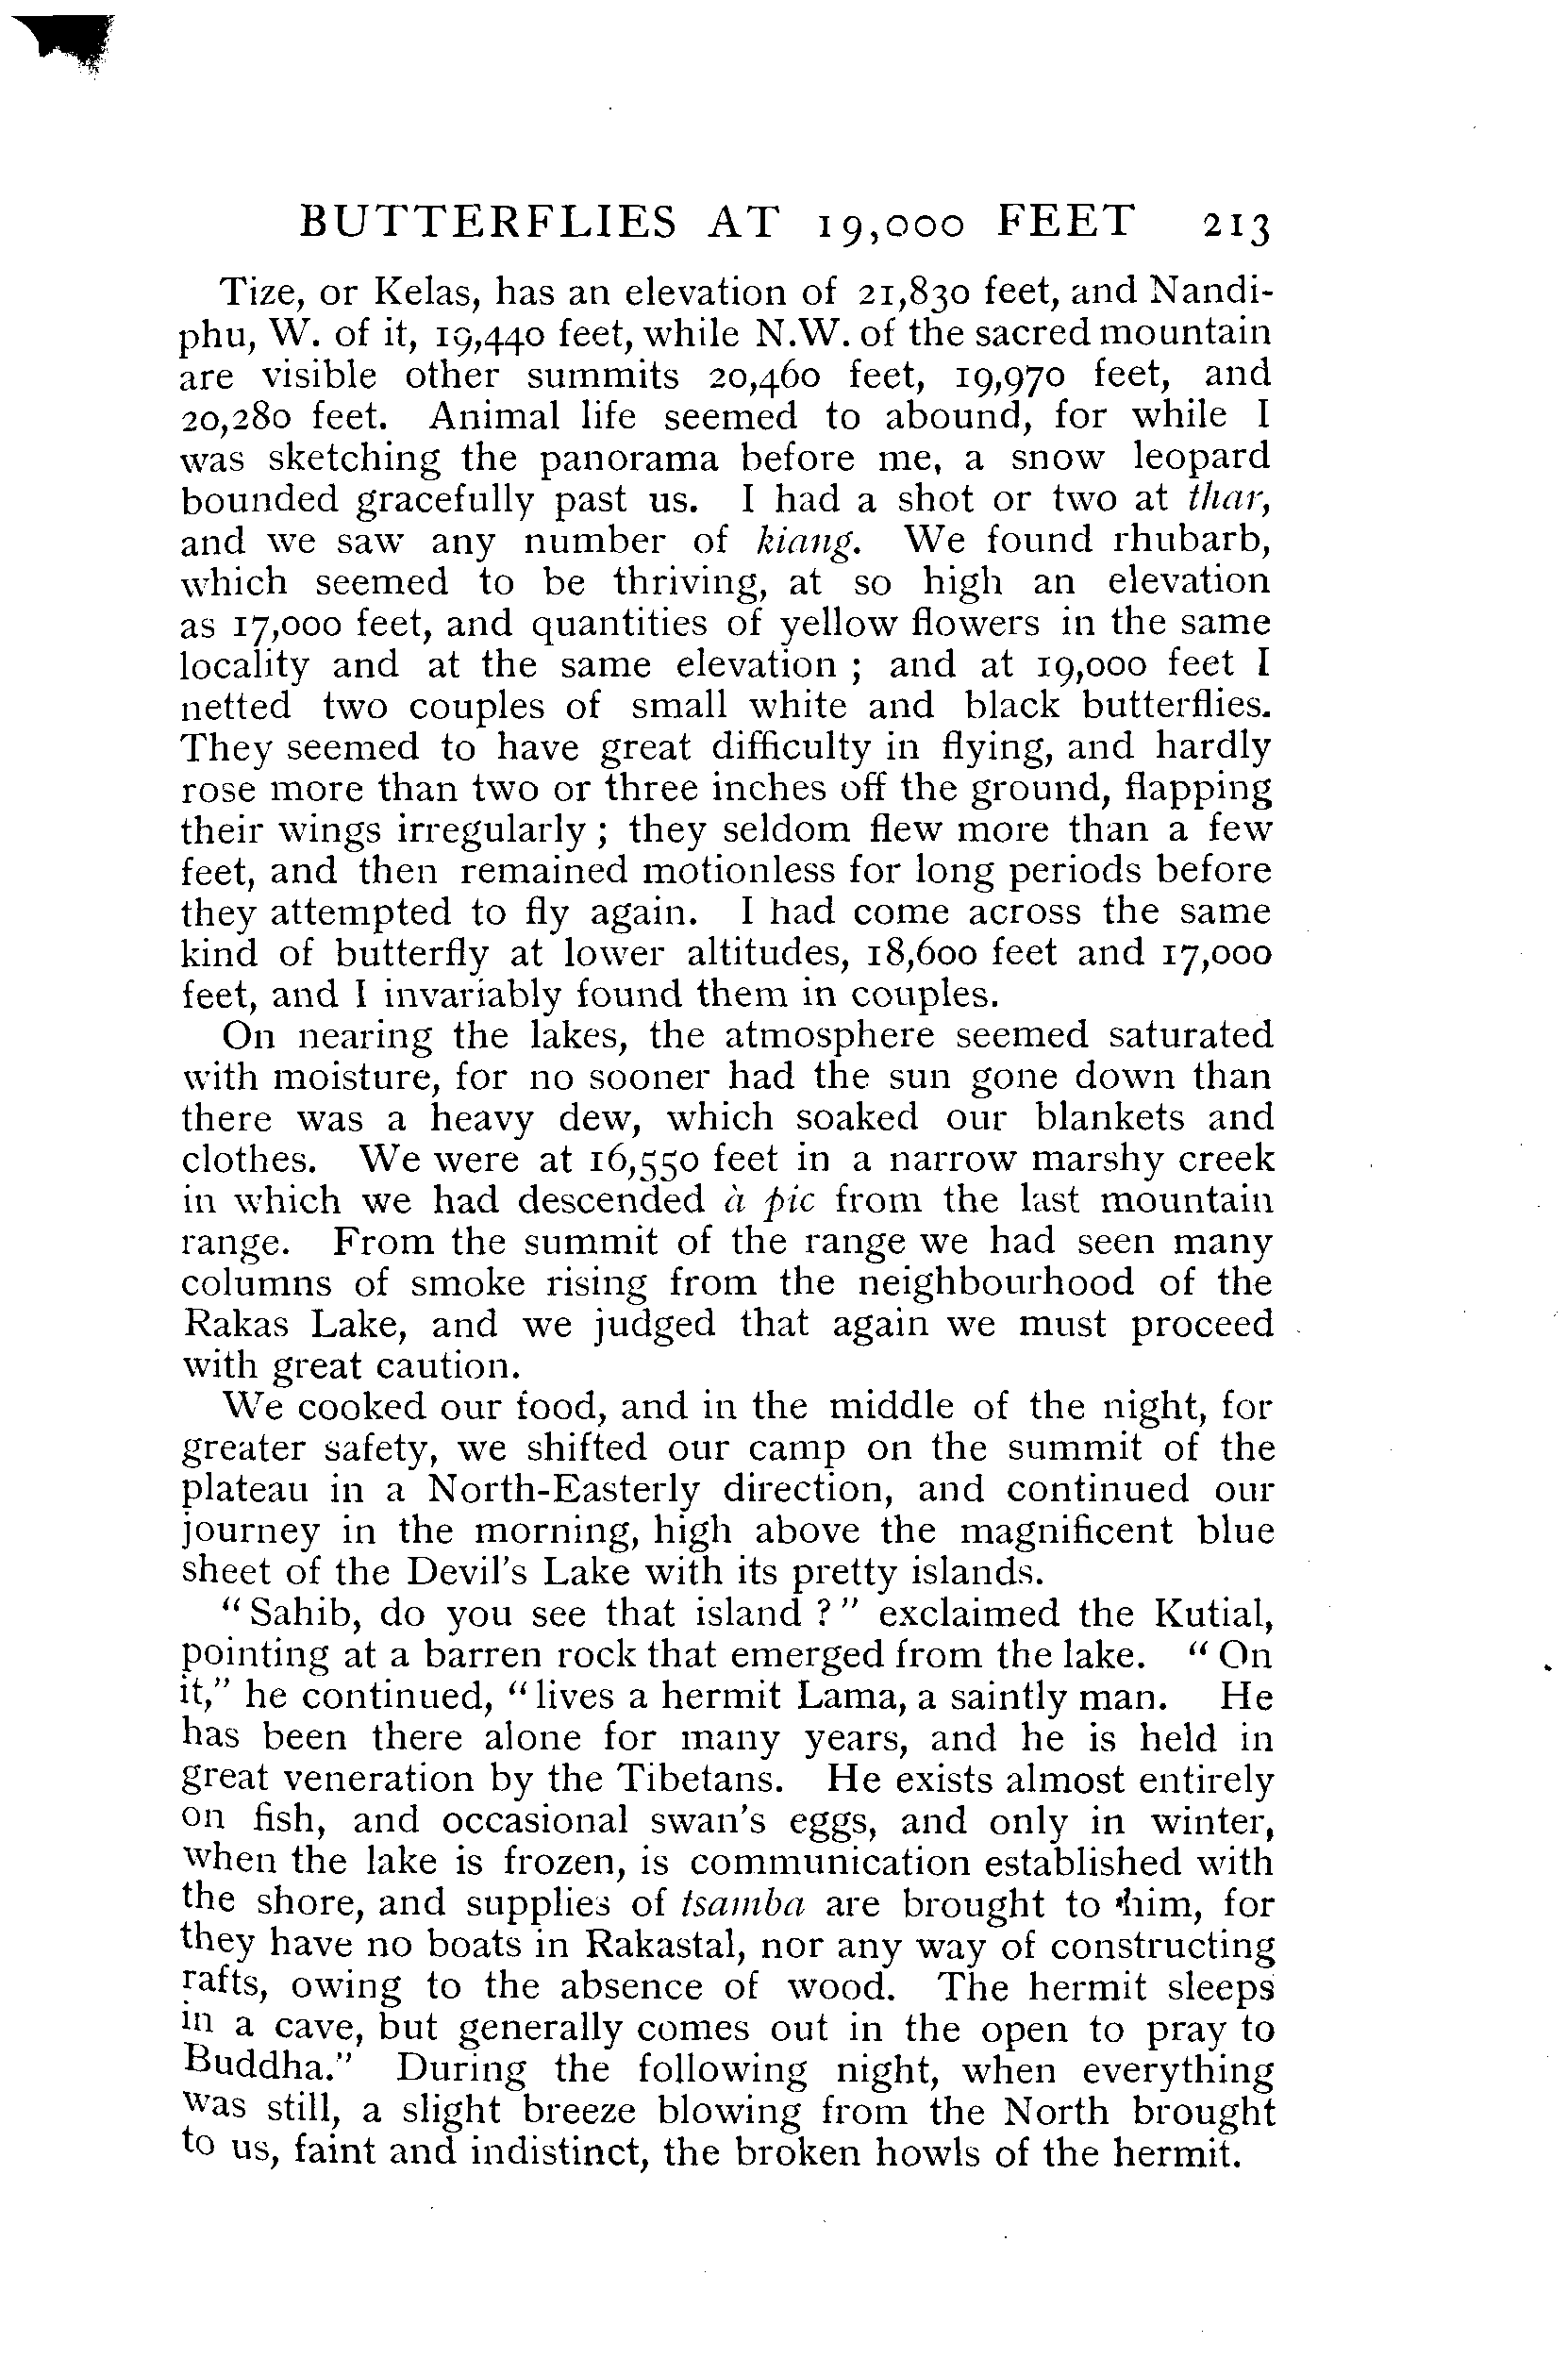 BUTTERFLIES AT 19,000 FEET 213
Tize, or Kelas, has an elevation of 21,830 feet, and Nandi-
phu, W. of it, 19,440 feet, while N.W. of the sacred mountain
are visible other summits 20,460 feet, 19,970 feet, and
20,280 feet. Animal life seemed to abound, for while I
was sketching the panorama before me, a snow leopard
bounded gracefully past us. I had a shot or two at thar,
and we saw any number of kiang. We found rhubarb,
which seemed to be thriving, at so high an elevation
as 17,000 feet, and quantities of yellow flowers in the same
locality and at the same elevation ; and at 19,000 feet I
netted two couples of small white and black butterflies.
They seemed to have great difficulty in flying, and hardly
rose more than two or three inches off the ground, flapping
their wings irregularly ; they seldom flew more than a few
feet, and then remained motionless for long periods before
they attempted to fly again. I had come across the same
kind of butterfly at lower altitudes, 18,600 feet and 17,000
feet, and I invariably found them in couples.
On nearing the lakes, the atmosphere seemed saturated
with moisture, for no sooner had the sun gone down than
there was a heavy dew, which soaked our blankets and
clothes. We were at 16,550 feet in a narrow marshy creek
in which we had descended à pic from the last mountain
range. From the summit of the range we had seen many
columns of smoke rising from the neighbourhood of the
Rakas Lake, and we judged that again we must proceed
with great caution.
We cooked our food, and in the middle of the night, for
greater safety, we shifted our camp on the summit of the
plateau in a North-Easterly direction, and continued our
journey in the morning, high above the magnificent blue
sheet of the Devil's Lake with its pretty islands.
"Sahib, do you see that island ?" exclaimed the Kutial,
pointing at a barren rock that emerged from the lake. "On
it," he continued, "lives a hermit Lama, a saintly man. He
has been there alone for many years, and he is held in
great veneration by the Tibetans. He exists almost entirely
on fish, and occasional swan's eggs, and only in winter,
when the lake is frozen, is communication established with
the shore, and supplies of tsamba are brought to him, for
they have no boats in Rakastal, nor any way of constructing
rafts, owing to the absence of wood. The hermit sleeps
in a cave, but generally comes out in the open to pray to
Buddha." During the following night, when everything
was still, a slight breeze blowing from the North brought
to us, faint and indistinct, the broken howls of the hermit.